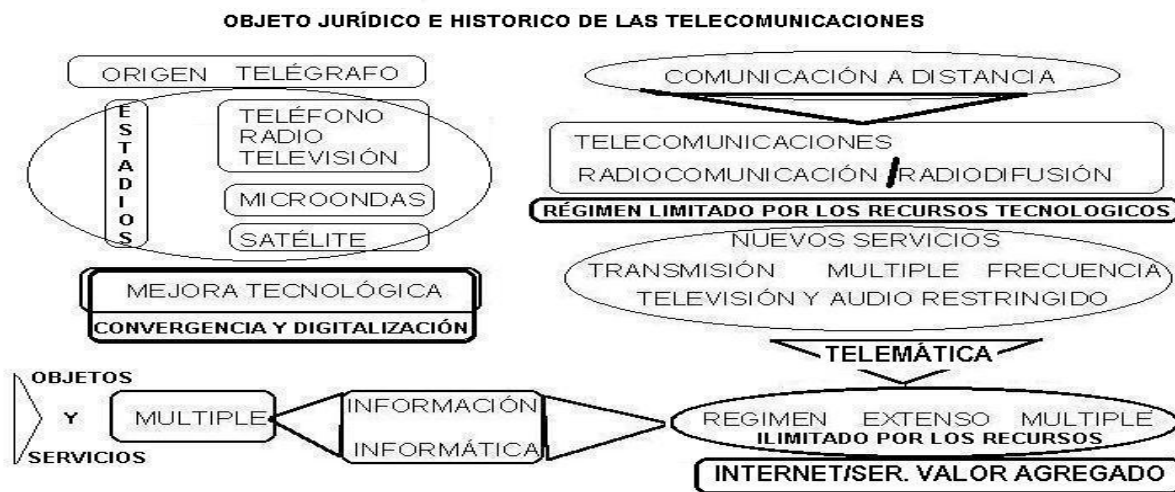 OBJETO JURÍDICO E HISTORICO DE LAS TELECOMUNICACIONES
ORIGEN TELÉGRAFO
ESTADIOS
TELÉFONO
RADIO
TELEVISIÓN
MICROONDAS
SATÉLITE
MEJORA TECNOLÓGICA
CONVERGENCIA Y DIGITALIZACIÓN
COMUNICACIÓN A DISTANCIA
TELECOMUNICACIONES
RADIOCOMUNICACIÓN /RADIODIFUSIÓN
RÉGIMEN LIMITADO POR LOS RECURSOS TECNOLOGICOS
NUEVOS SERVICIOS
TRANSMISIÓN MULTIPLE FRECUENCIA
TELEVISIÓN Y AUDIO RESTRINGIDO
TELEMÁTICA
OBJETOS
Y
SERVICIOS
MULTIPLE
INFORMACIÓN
INFORMÁTICA
REGIMEN EXTENSO MULTIPLE
ILIMITADO POR LOS RECURSOS
INTERNET/SER. VALOR AGREGADO